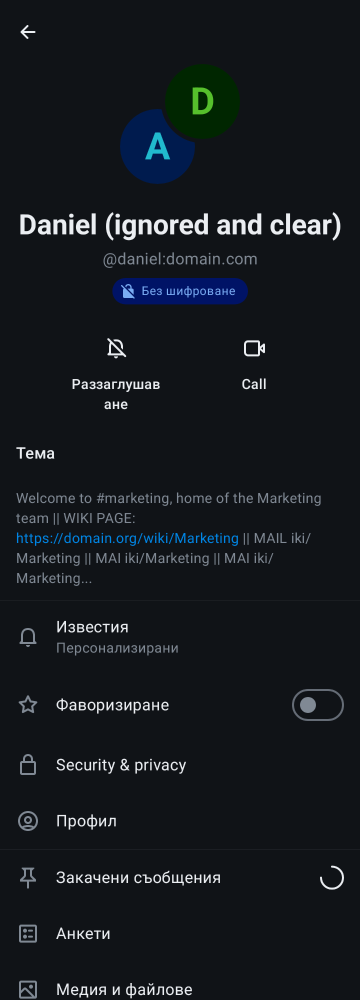 D
A
Daniel (ignored and clear)
@daniel:domain.com
Без шифроване
Раззаглушав
ане
Call
Тема
Welcome to #marketing, home of the Marketing
team || WIKI PAGE:
https://domain.org/wiki/Marketing || MAIL iki/
Marketing || MAI iki/Marketing || MAI iki/
Marketing...
Известия
Персонализирани
Фаворизиране
Security & privacy
Профил
Закачени съобщения
Анкети
Медия и файлове